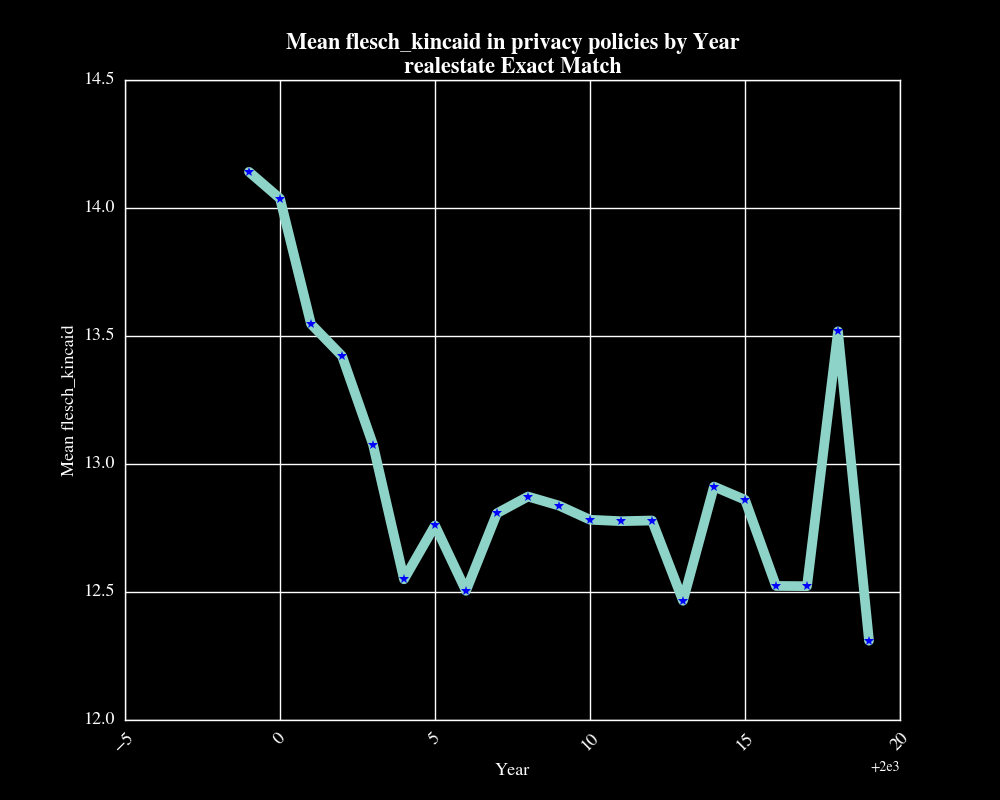 Mean flesch_kincaid in privacy policies by Year
realestate Exact Match
14.5
14.0
13.5
13.0
12.5
12.0
Mean flesch_kincaid
−5
0
5
10
15
20
Year
+2e3